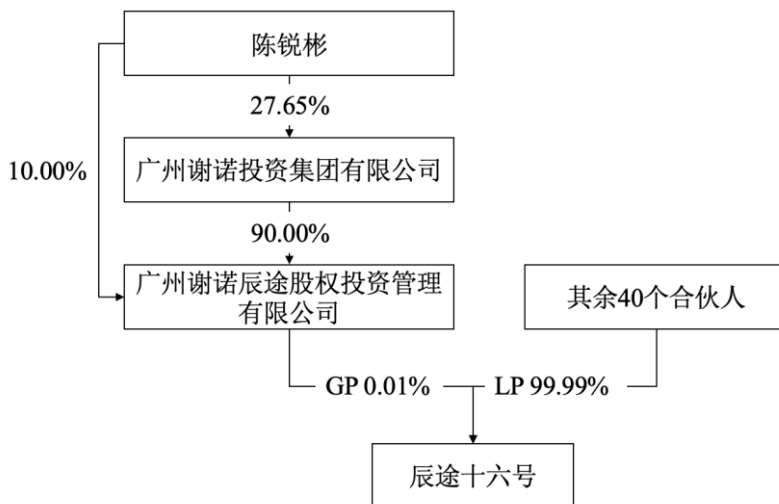 陈锐彬
27.65%
10.00%
广州谢诺投资集团有限公司
90.00%
广州谢诺辰途股权投资管理
有限公司
其余40个合伙人
GP 0.01%
LP 99.99%
辰途十六号